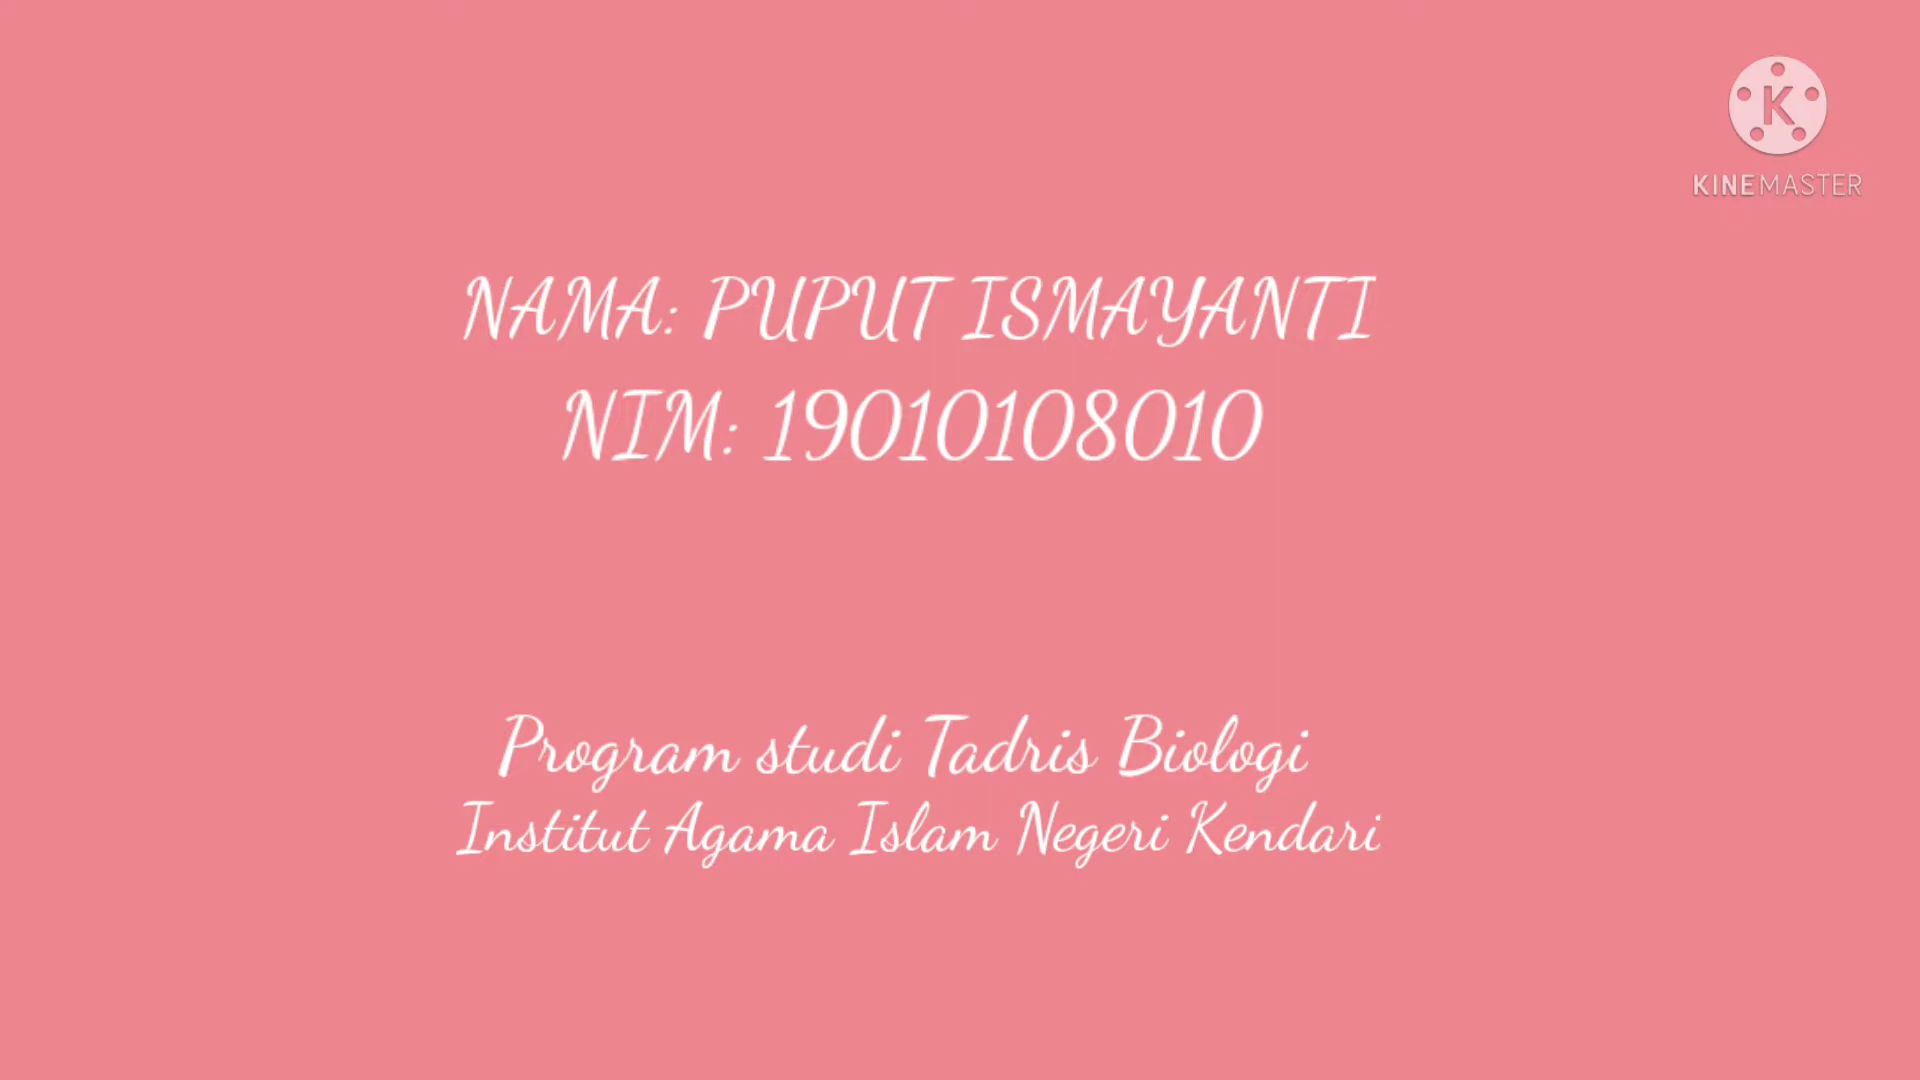 K
KINEMASTER
NAMA: PUPUT ISMAYANTI
NIM: 19010108010
Program studi Tadris Biologi
Institut Agama Islam Negeri Kendari